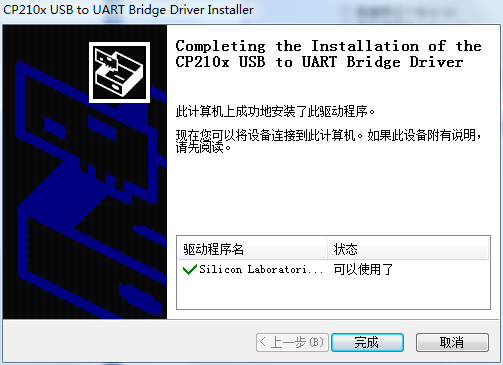 CP210x USB to UART Bridge Driver Installer
Completing the Installation of the
CP210x USB to UART Bridge Driver
此计算机上成功地安装了此驱动程序。
现在您可以将设备连接到此计算机。如果此设备附有说明，
请先阅读。
驱动程序名 状态
Silicon Laboratori... 可以使用了
< 上一步(B) 完成 取消